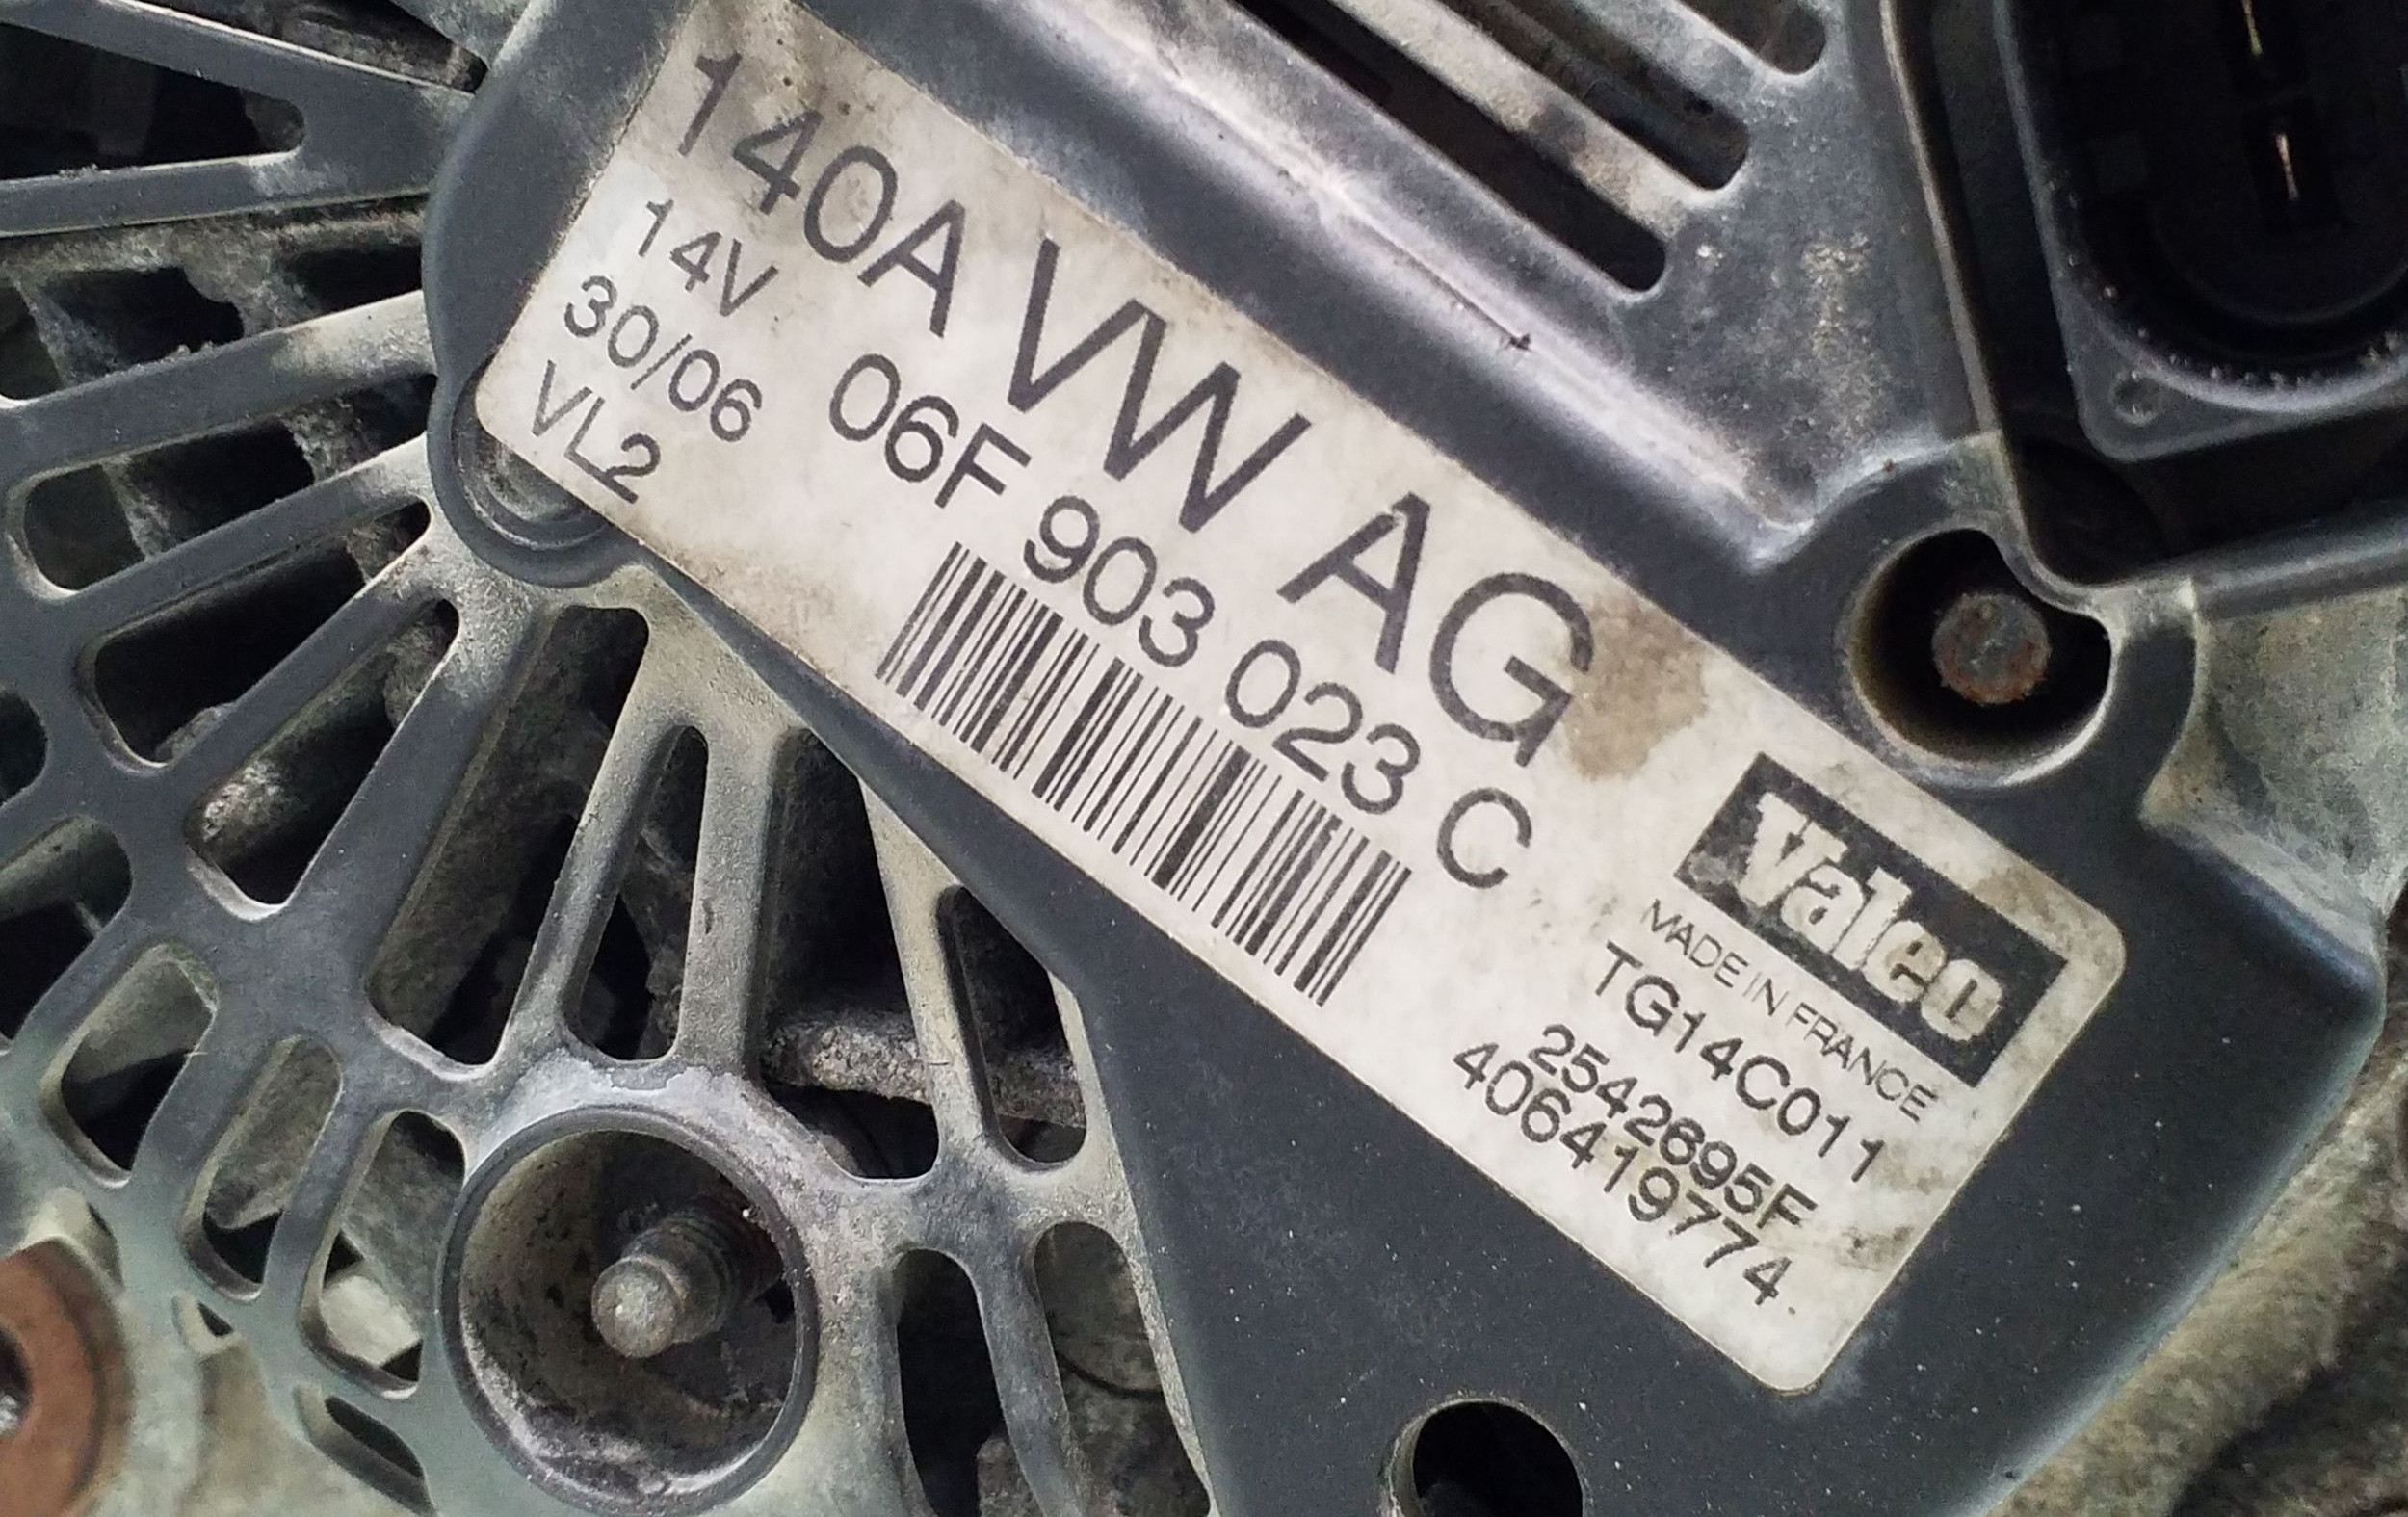 140A VW AG
14V
30/06
VL2
06F 903 023 C
Valeo
MADE IN FRANCE
TG14C011
2542695F
406419774